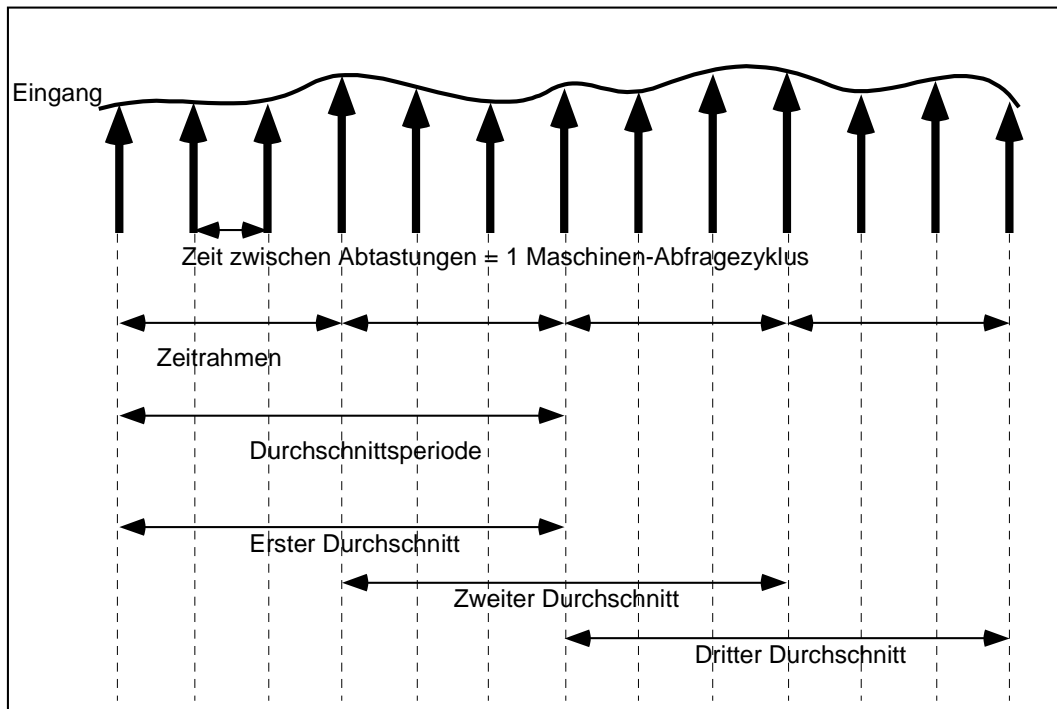 Eingang
Zeit zwischen Abtastungen = 1 Maschinen-Abfragezyklus
Zeitrahmen
Durchschnittsperiode
Erster Durchschnitt
Zweiter Durchschnitt
Dritter Durchschnitt